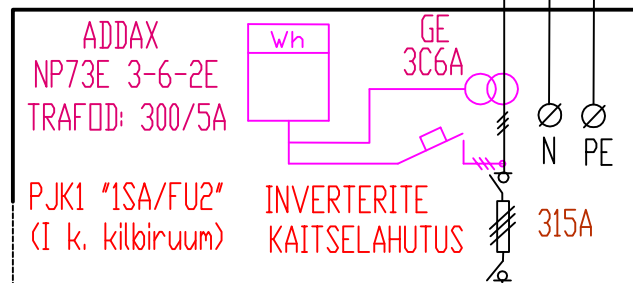 ADDAX
NP73E 3-6-2E
TRAFOD: 300/5A
Wh
GE
3C6A
N
PE
PJK1 "1SA/FU2"
(I k. kilbiruum)
INVERTERITE
KAITSELAHUTUS
315A